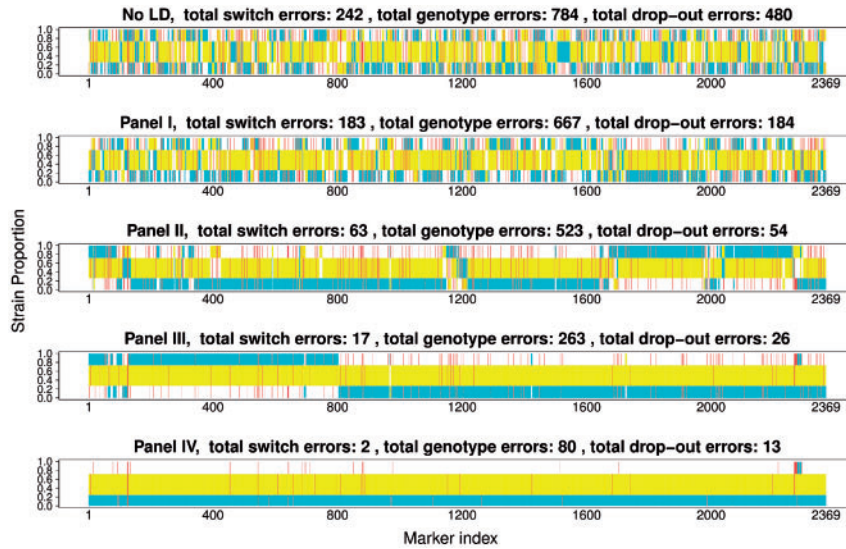 No LD, total switch errors: 242 , total genotype errors: 784 , total drop−out errors: 480
1.0
0.8
0.6
0.4
0.2
0.0
1 400 800 1200 1600 2000 2369
Panel I, total switch errors: 183 , total genotype errors: 667 , total drop−out errors: 184
1.0
0.8
0.6
0.4
0.2
0.0
1 400 800 1200 1600 2000 2369
Panel II, total switch errors: 63 , total genotype errors: 523 , total drop−out errors: 54
Strain Proportion
1.0
0.8
0.6
0.4
0.2
0.0
1 400 800 1200 1600 2000 2369
Panel III, total switch errors: 17 , total genotype errors: 263 , total drop−out errors: 26
1.0
0.8
0.6
0.4
0.2
0.0
1 400 800 1200 1600 2000 2369
Panel IV, total switch errors: 2 , total genotype errors: 80 , total drop−out errors: 13
1.0
0.8
0.6
0.4
0.2
0.0
1 400 800 1200 1600 2000 2369
Marker index